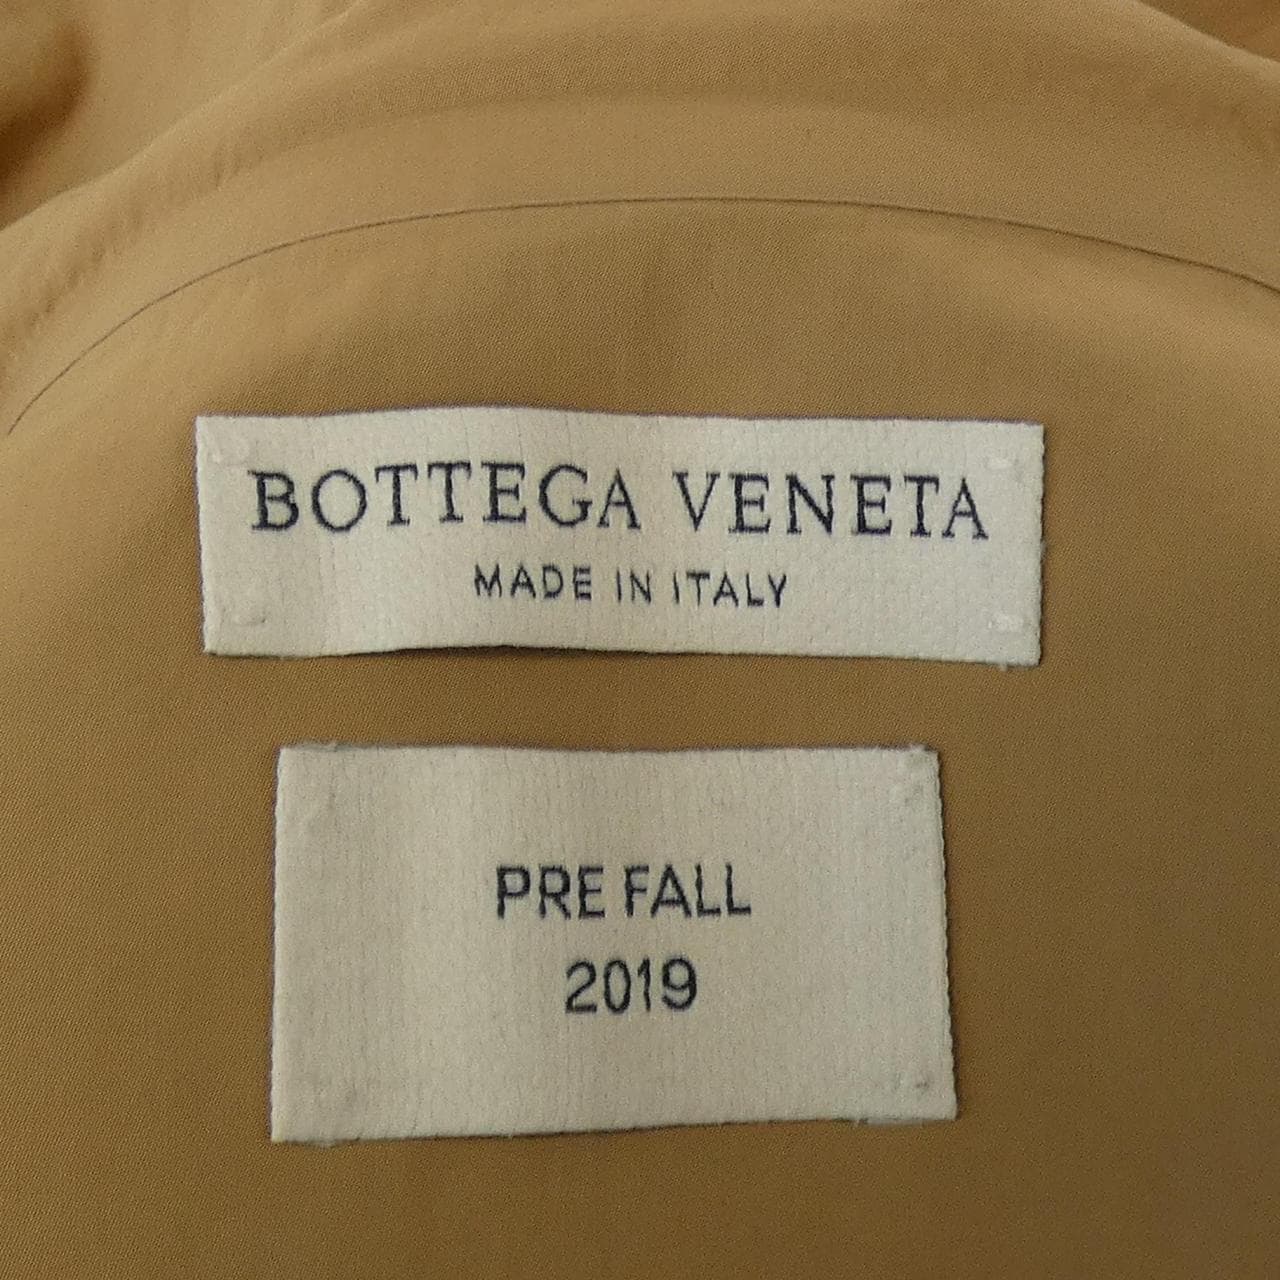 BOTTEGA VENETA
MADE IN ITALY
PRE FALL
2019